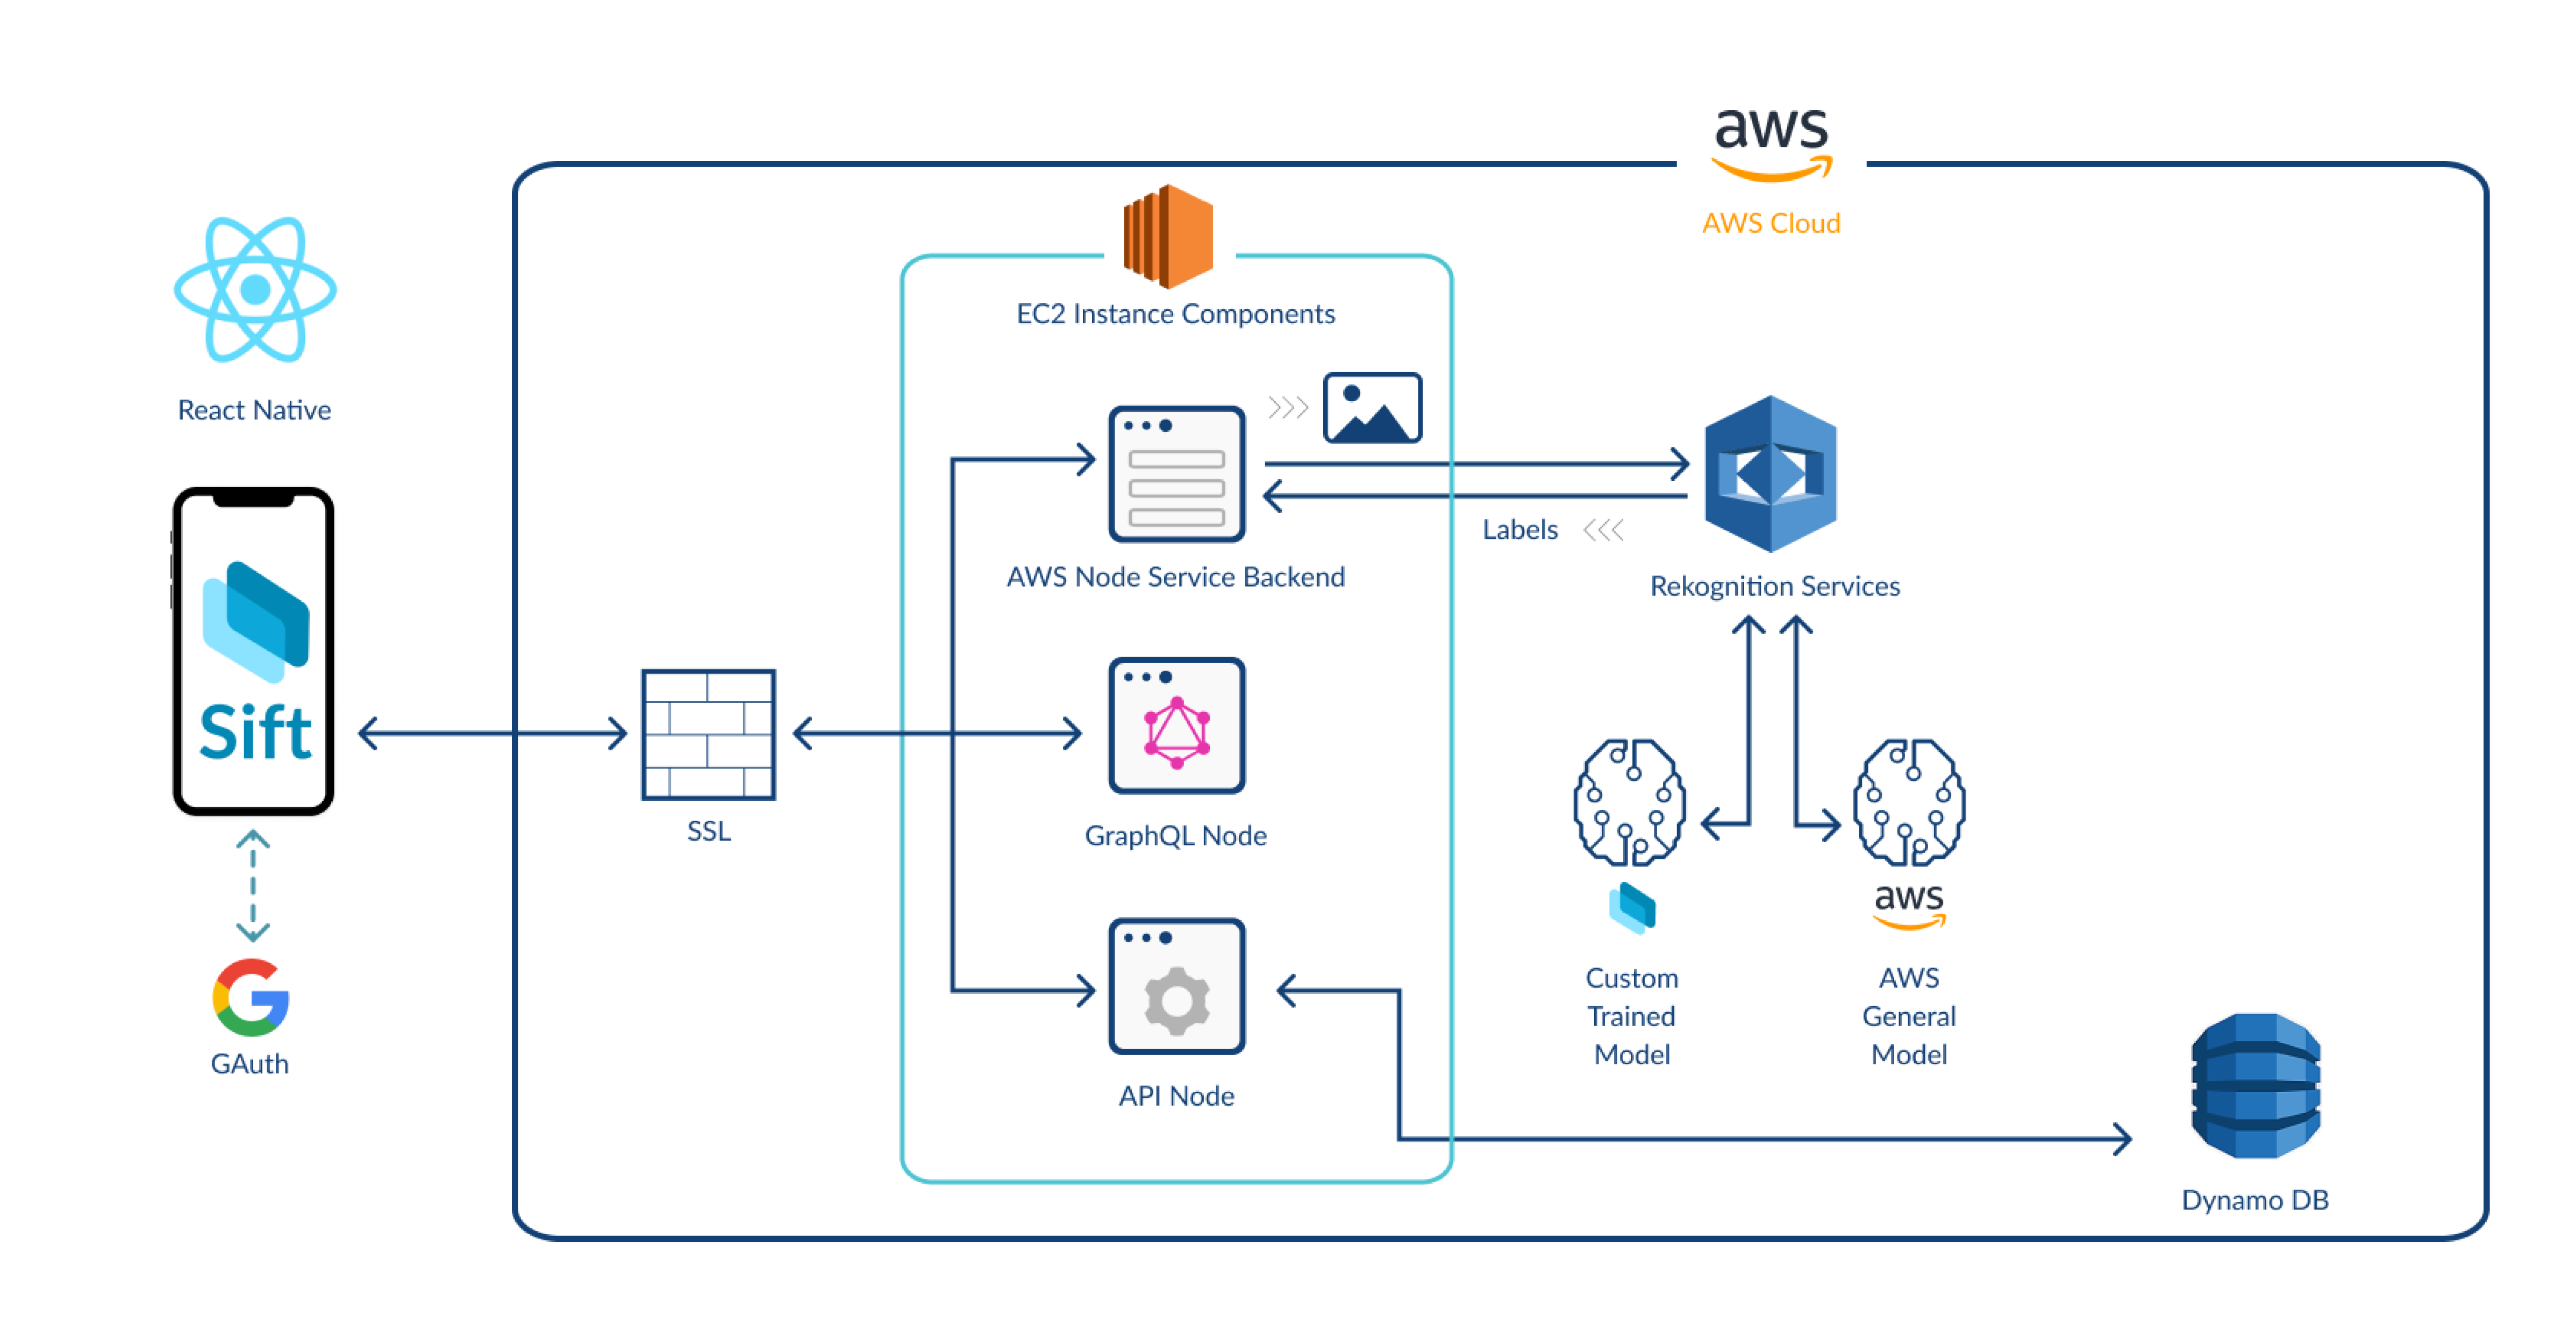 aws
AWS Cloud
EC2 Instance Components
React Native
AWS Node Service Backend
Labels
Rekognition Services
Sift
SSL
GraphQL Node
aws
GAuth
API Node
Custom
Trained
Model
AWS
General
Model
Dynamo DB